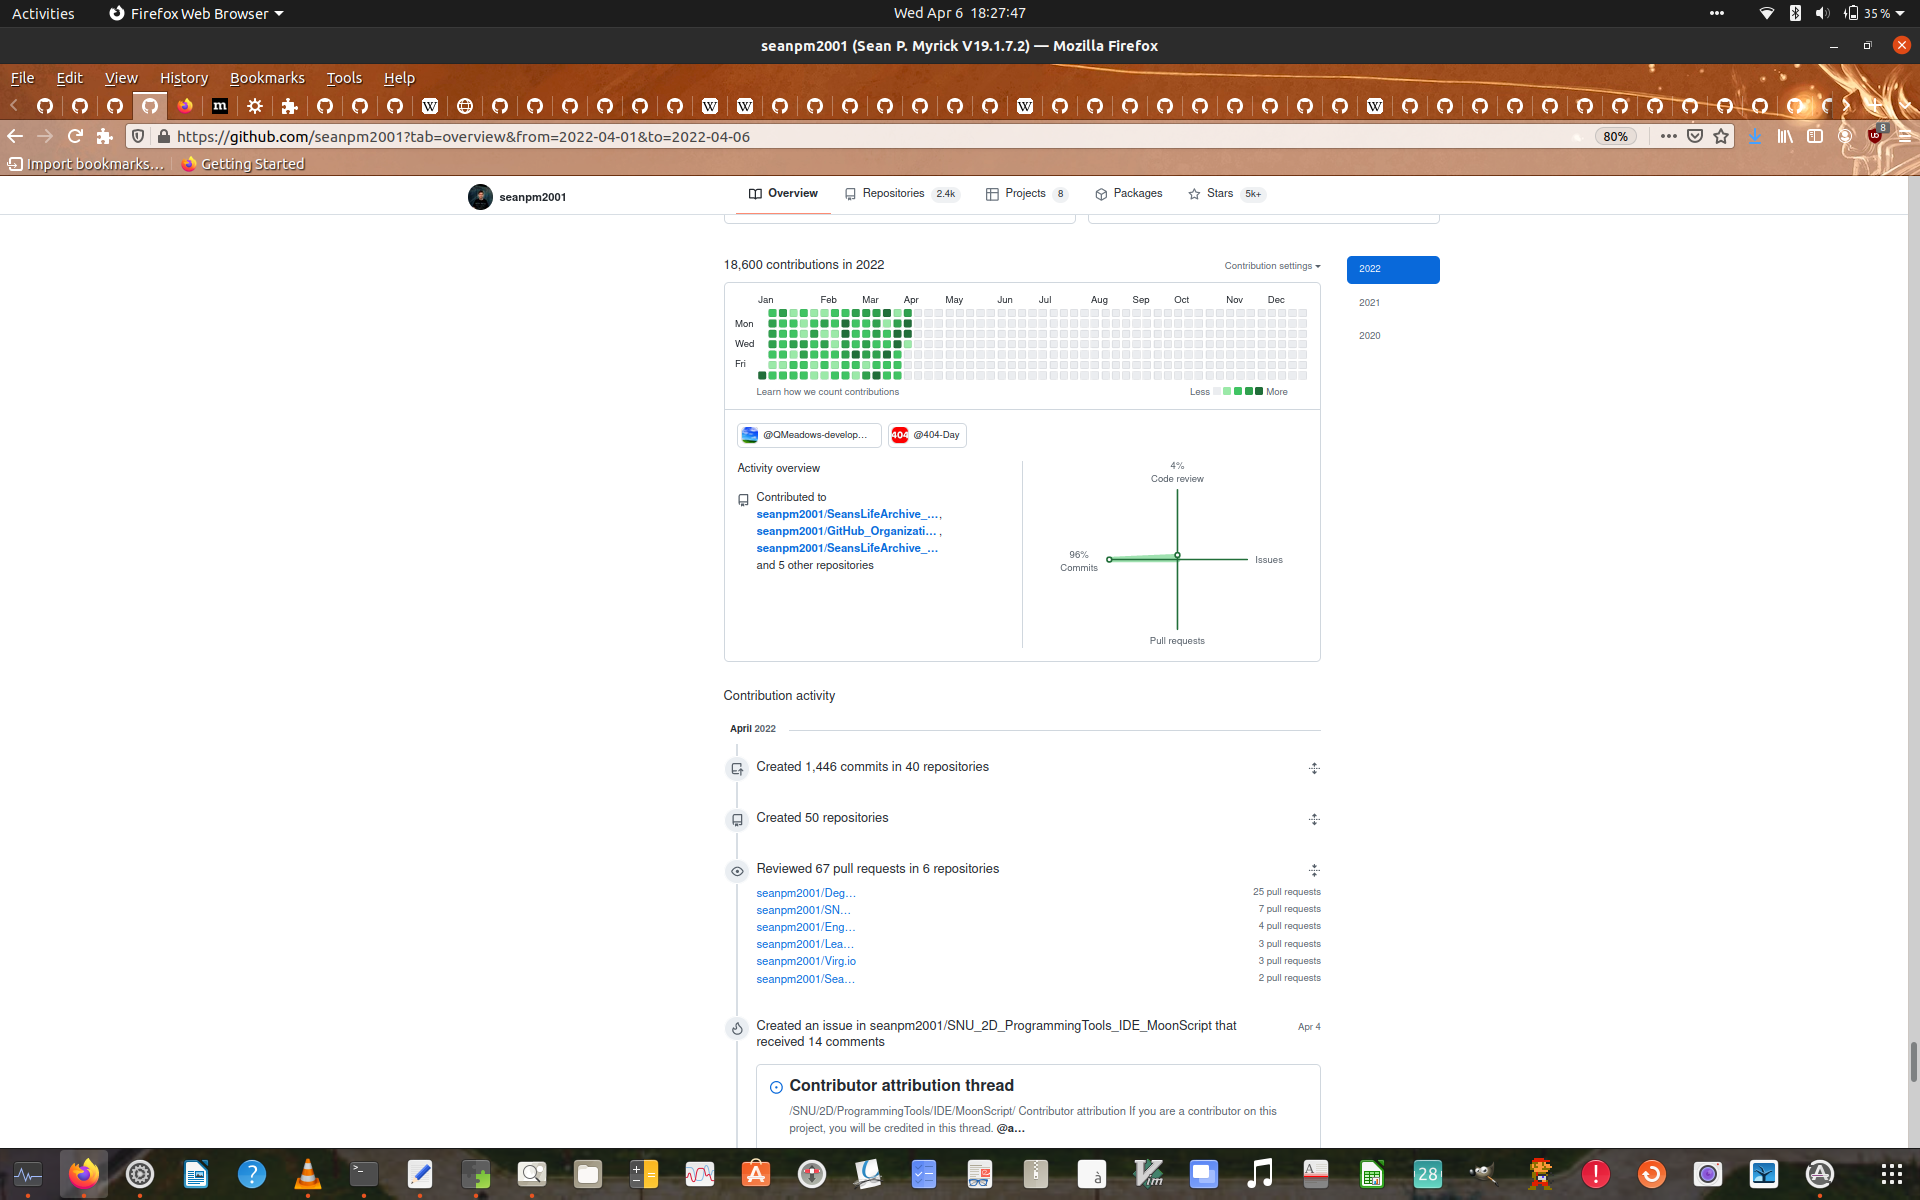 Activities
Firefox Web Browser
Wed Apr 6 18:27:47
35 %
seanpm2001 (Sean P. Myrick V19.1.7.2) — Mozilla Firefox
File Edit View History Bookmarks Tools Help
https://github.com/seanpm2001?tab=overview&from=2022-04-01&to=2022-04-06
80%
8
Import bookmarks…
Getting Started
seanpm2001
Overview
Repositories 2.4k
Projects 8
Packages
Stars 5k+
18,600 contributions in 2022
Contribution settings
2022
2021
2020
Jan Feb Mar Apr May Jun Jul Aug Sep Oct Nov Dec
Mon
Wed
Fri
Learn how we count contributions
Less More
@QMeadows-develop…
404 @404-Day
Activity overview
Contributed to
seanpm2001/SeansLifeArchive_…,
seanpm2001/GitHub_Organizati… ,
seanpm2001/SeansLifeArchive_…
and 5 other repositories
4%
Code review
96%
Commits
Issues
Pull requests
Contribution activity
April 2022
Created 1,446 commits in 40 repositories
Created 50 repositories
Reviewed 67 pull requests in 6 repositories
seanpm2001/Deg… 25 pull requests
seanpm2001/SN… 7 pull requests
seanpm2001/Eng… 4 pull requests
seanpm2001/Lea… 3 pull requests
seanpm2001/Virg.io 3 pull requests
seanpm2001/Sea… 2 pull requests
Created an issue in seanpm2001/SNU_2D_ProgrammingTools_IDE_MoonScript that
received 14 comments
Apr 4
Contributor attribution thread
/SNU/2D/ProgrammingTools/IDE/MoonScript/ Contributor attribution If you are a contributor on this
project, you will be credited in this thread. @a…
28